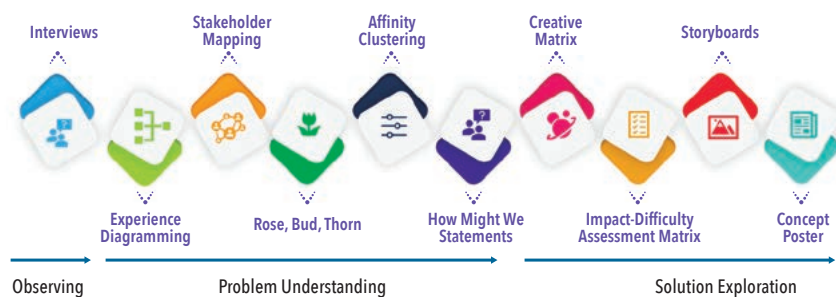 Interviews
Stakeholder
Mapping
Affinity
Clustering
Creative
Matrix
Storyboards
?
?
Experience
Diagramming
Rose, Bud, Thorn
How Might We
Statements
Impact-Difficulty
Assessment Matrix
Concept
Poster
Observing
Problem Understanding
Solution Exploration